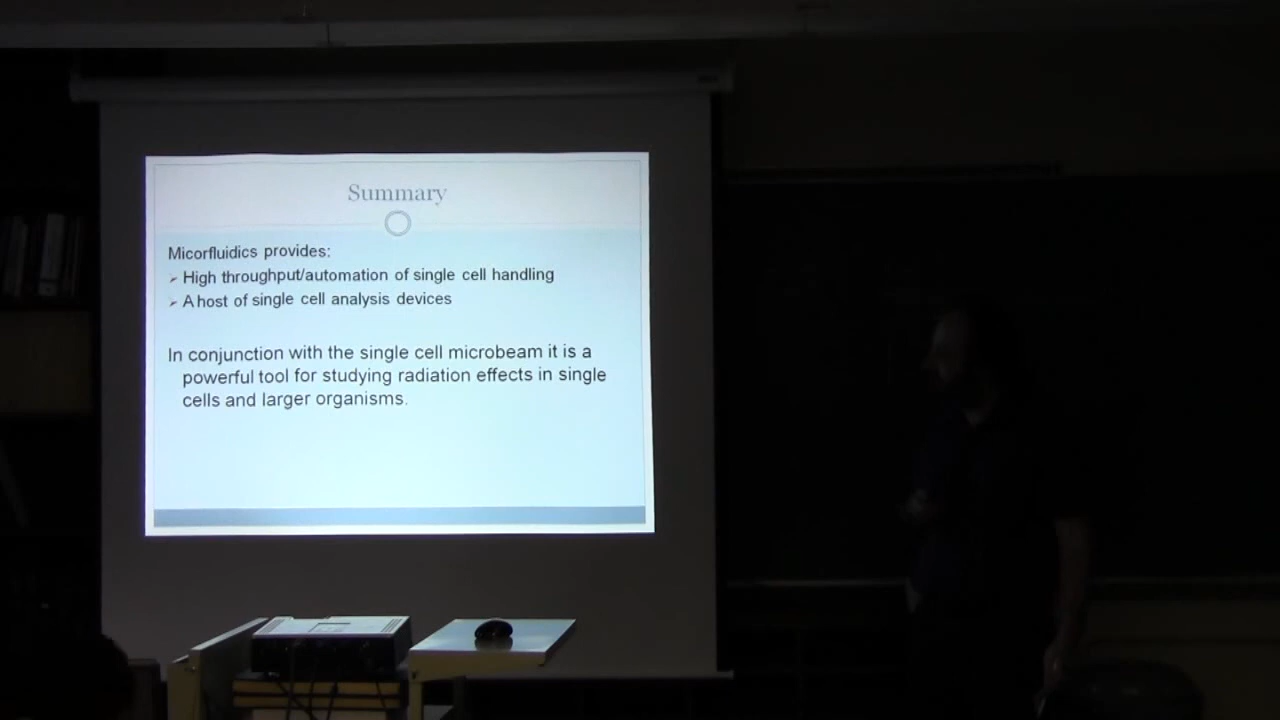 Summary
Micorfluidics provides:
➢ High throughput/automation of single cell handling
➢ A host of single cell analysis devices
In conjunction with the single cell microbeam it is a
powerful tool for studying radiation effects in single
cells and larger organisms.